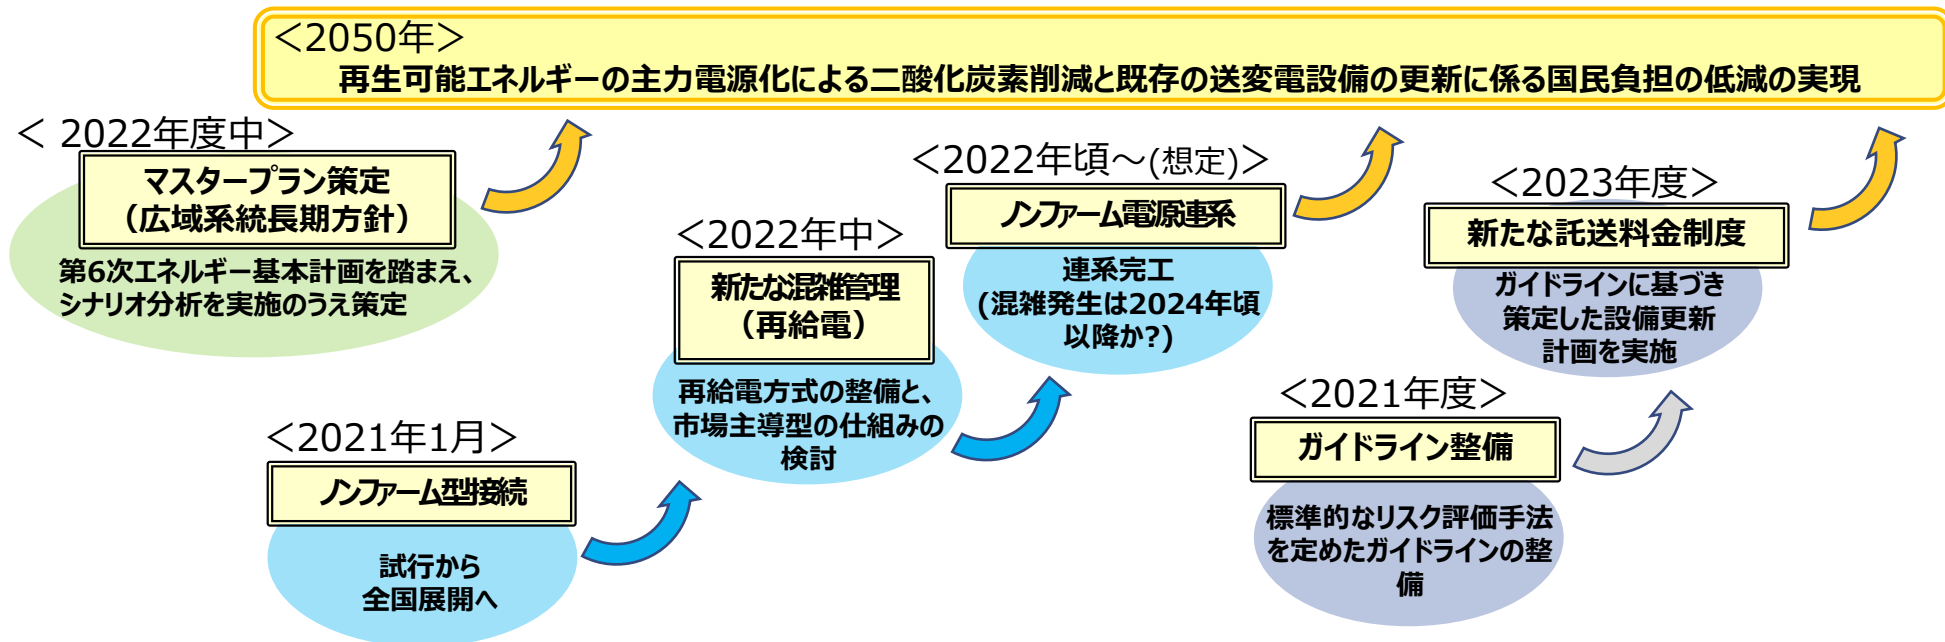 ＜2050年＞
再生可能エネルギーの主力電源化による二酸化炭素削減と既存の送変電設備の更新に係る国民負担の低減の実現
＜ 2022年度中＞
マスタープラン策定
（広域系統長期方針）
第6次エネルギー基本計画を踏まえ、
シナリオ分析を実施のうえ策定
＜2021年1月＞
ノンファーム型接続
試行から
全国展開へ
＜2022年中＞
新たな混雑管理
（再給電）
再給電方式の整備と、
市場主導型の仕組みの
検討
＜2022年頃～(想定)＞
ノンファーム電源連系
連系完工
(混雑発生は2024年頃
以降か?)
＜2021年度＞
ガイドライン整備
標準的なリスク評価手法
を定めたガイドラインの整
備
＜2023年度＞
新たな託送料金制度
ガイドラインに基づき
策定した設備更新
計画を実施